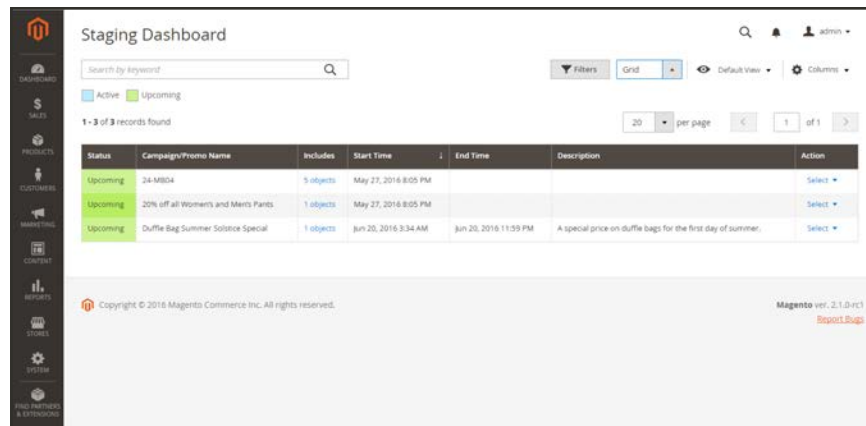 Staging Dashboard
admin
DASHBOARD
SALES
PRODUCTS
CUSTOMERS
MARKETING
CONTENT
REPORTS
STORES
SYSTEM
FIND PARTNERS
& EXTENSIONS
Search by keyword
Filters
Grid
Default View
Columns
Active
Upcoming
1 - 3 of 3 records found
20 per page
1 of 1
Status Campaign/Promo Name Includes Start Time ↓ End Time Description Action
Upcoming 24-MB04 5 objects May 27, 2016 8:05 PM Select
Upcoming 20% off all Women's and Men's Pants 1 objects May 27, 2016 8:05 PM Select
Upcoming Duffle Bag Summer Solstice Special 1 objects Jun 20, 2016 3:34 AM Jun 20, 2016 11:59 PM A special price on duffle bags for the first day of summer. Select
Copyright © 2016 Magento Commerce Inc. All rights reserved.
Magento ver. 2.1.0-rc1
Report Bugs